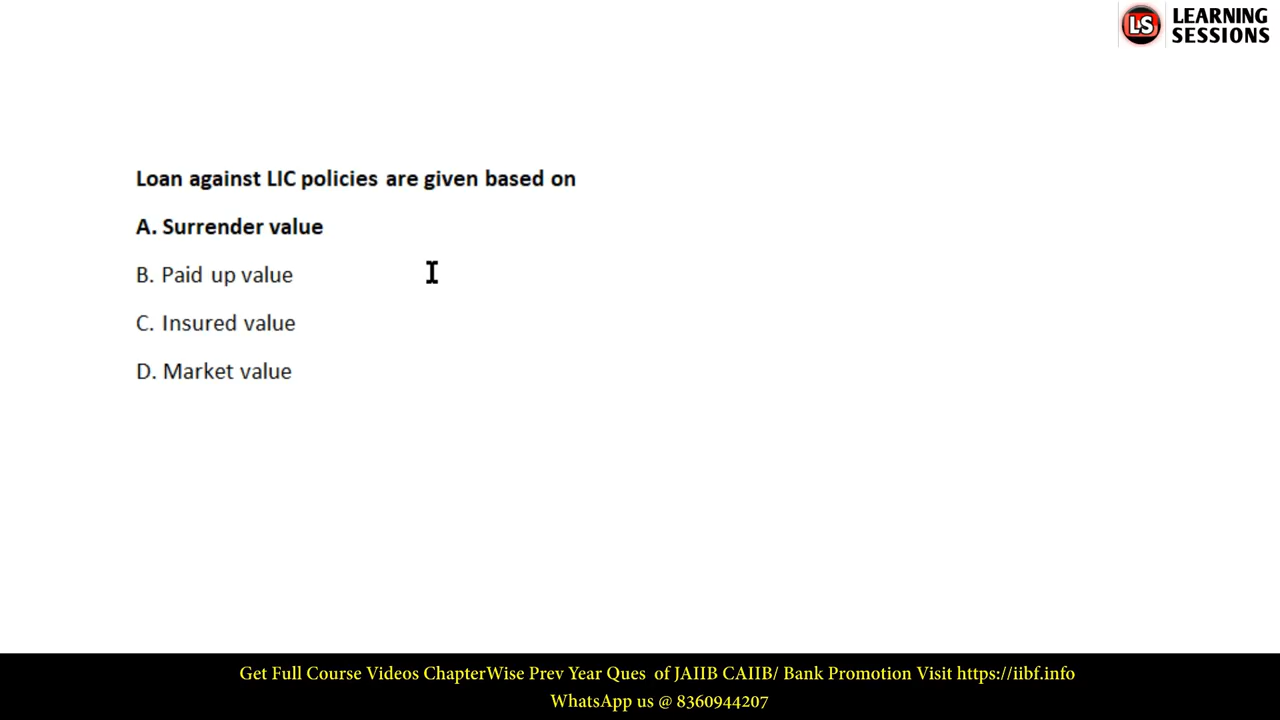 LS LEARNING
SESSIONS
Loan against LIC policies are given based on
A. Surrender value
B. Paid up value
C. Insured value
D. Market value
Get Full Course Videos ChapterWise Prev Year Ques of JAIIB CAIIB/ Bank Promotion Visit https://iibf.info
WhatsApp us @ 8360944207